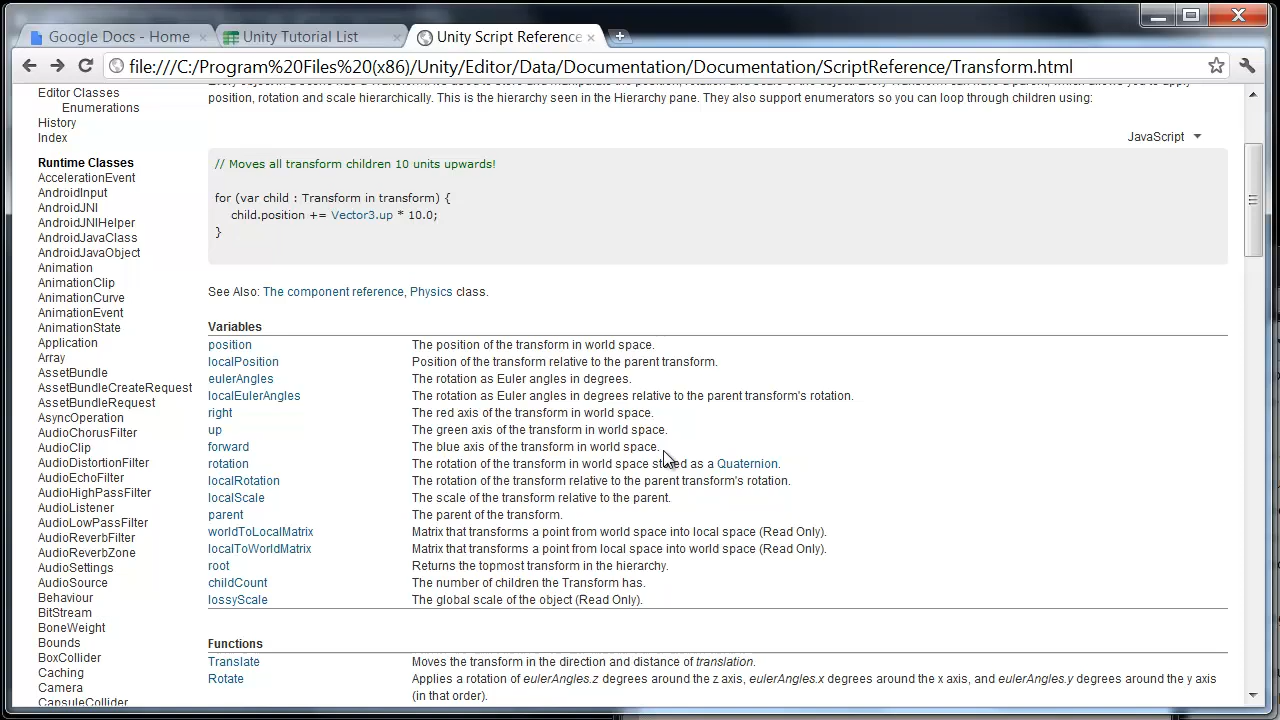 Google Docs - Home
Unity Tutorial List
Unity Script Reference
file:///C:/Program%20Files%20(x86)/Unity/Editor/Data/Documentation/Documentation/ScriptReference/Transform.html
Editor Classes
Enumerations
History
Index
Runtime Classes
AccelerationEvent
AndroidInput
AndroidJNI
AndroidJNIHelper
AndroidJavaClass
AndroidJavaObject
Animation
AnimationClip
AnimationCurve
AnimationEvent
AnimationState
Application
Array
AssetBundle
AssetBundleCreateRequest
AssetBundleRequest
AsyncOperation
AudioChorusFilter
AudioClip
AudioDistortionFilter
AudioEchoFilter
AudioHighPassFilter
AudioListener
AudioLowPassFilter
AudioReverbFilter
AudioReverbZone
AudioSettings
AudioSource
Behaviour
BitStream
BoneWeight
Bounds
BoxCollider
Caching
Camera
CapsuleCollider
position, rotation and scale hierarchically. This is the hierarchy seen in the Hierarchy pane. They also support enumerators so you can loop through children using:
JavaScript
// Moves all transform children 10 units upwards!
for (var child : Transform in transform) {
child.position += Vector3.up * 10.0;
}
See Also: The component reference, Physics class.
Variables
position The position of the transform in world space.
localPosition Position of the transform relative to the parent transform.
eulerAngles The rotation as Euler angles in degrees.
localEulerAngles The rotation as Euler angles in degrees relative to the parent transform's rotation.
right The red axis of the transform in world space.
up The green axis of the transform in world space.
forward The blue axis of the transform in world space.
rotation The rotation of the transform in world space stored as a Quaternion.
localRotation The rotation of the transform relative to the parent transform's rotation.
localScale The scale of the transform relative to the parent.
parent The parent of the transform.
worldToLocalMatrix Matrix that transforms a point from world space into local space (Read Only).
localToWorldMatrix Matrix that transforms a point from local space into world space (Read Only).
root Returns the topmost transform in the hierarchy.
childCount The number of children the Transform has.
lossyScale The global scale of the object (Read Only).
Functions
Translate Moves the transform in the direction and distance of translation.
Rotate Applies a rotation of eulerAngles.z degrees around the z axis, eulerAngles.x degrees around the x axis, and eulerAngles.y degrees around the y axis
(in that order).